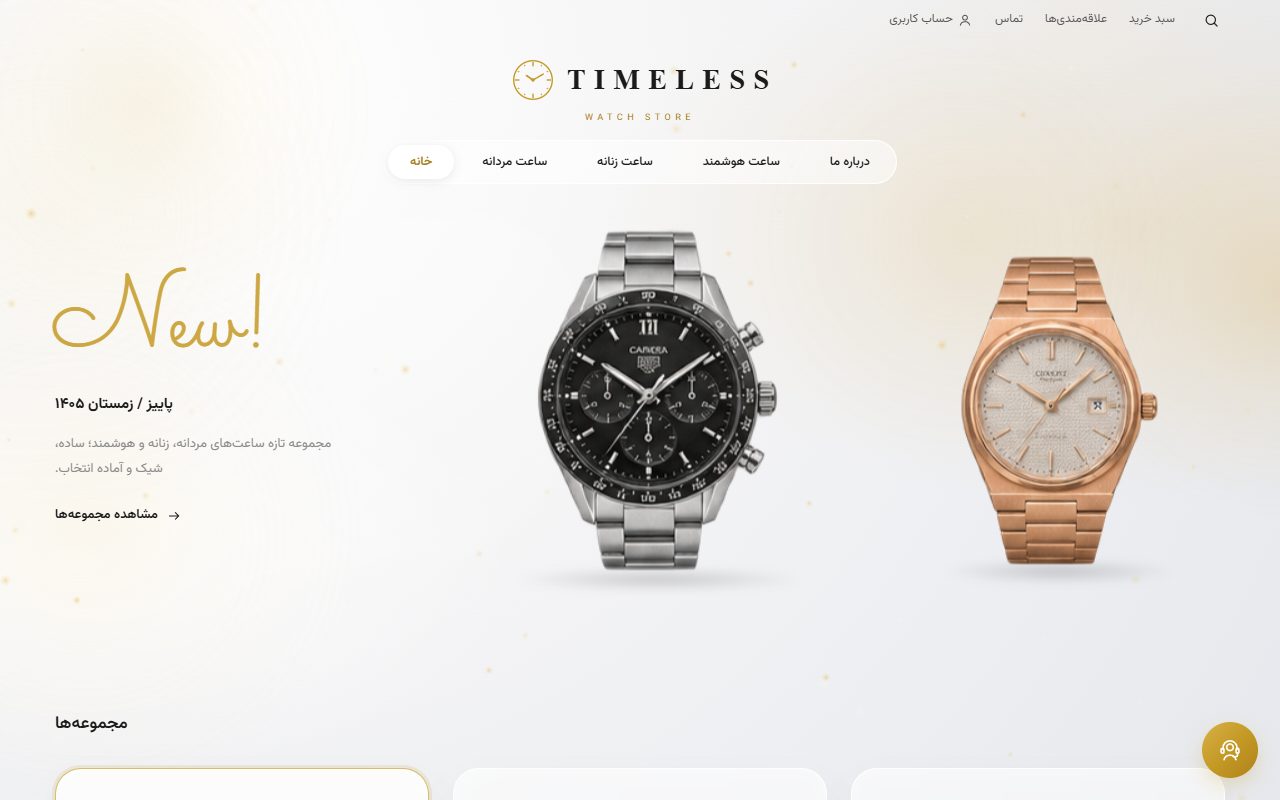 حساب کاربری تماس علاقه‌مندی‌ها سبد خرید
TIMELESS
WATCH STORE
خانه ساعت مردانه ساعت زنانه ساعت هوشمند درباره ما
New!
پاییز / زمستان ۱۴۰۵
مجموعه تازه ساعت‌های مردانه، زنانه و هوشمند؛ ساده،
شیک و آماده انتخاب.
مشاهده مجموعه‌ها →
مجموعه‌ها